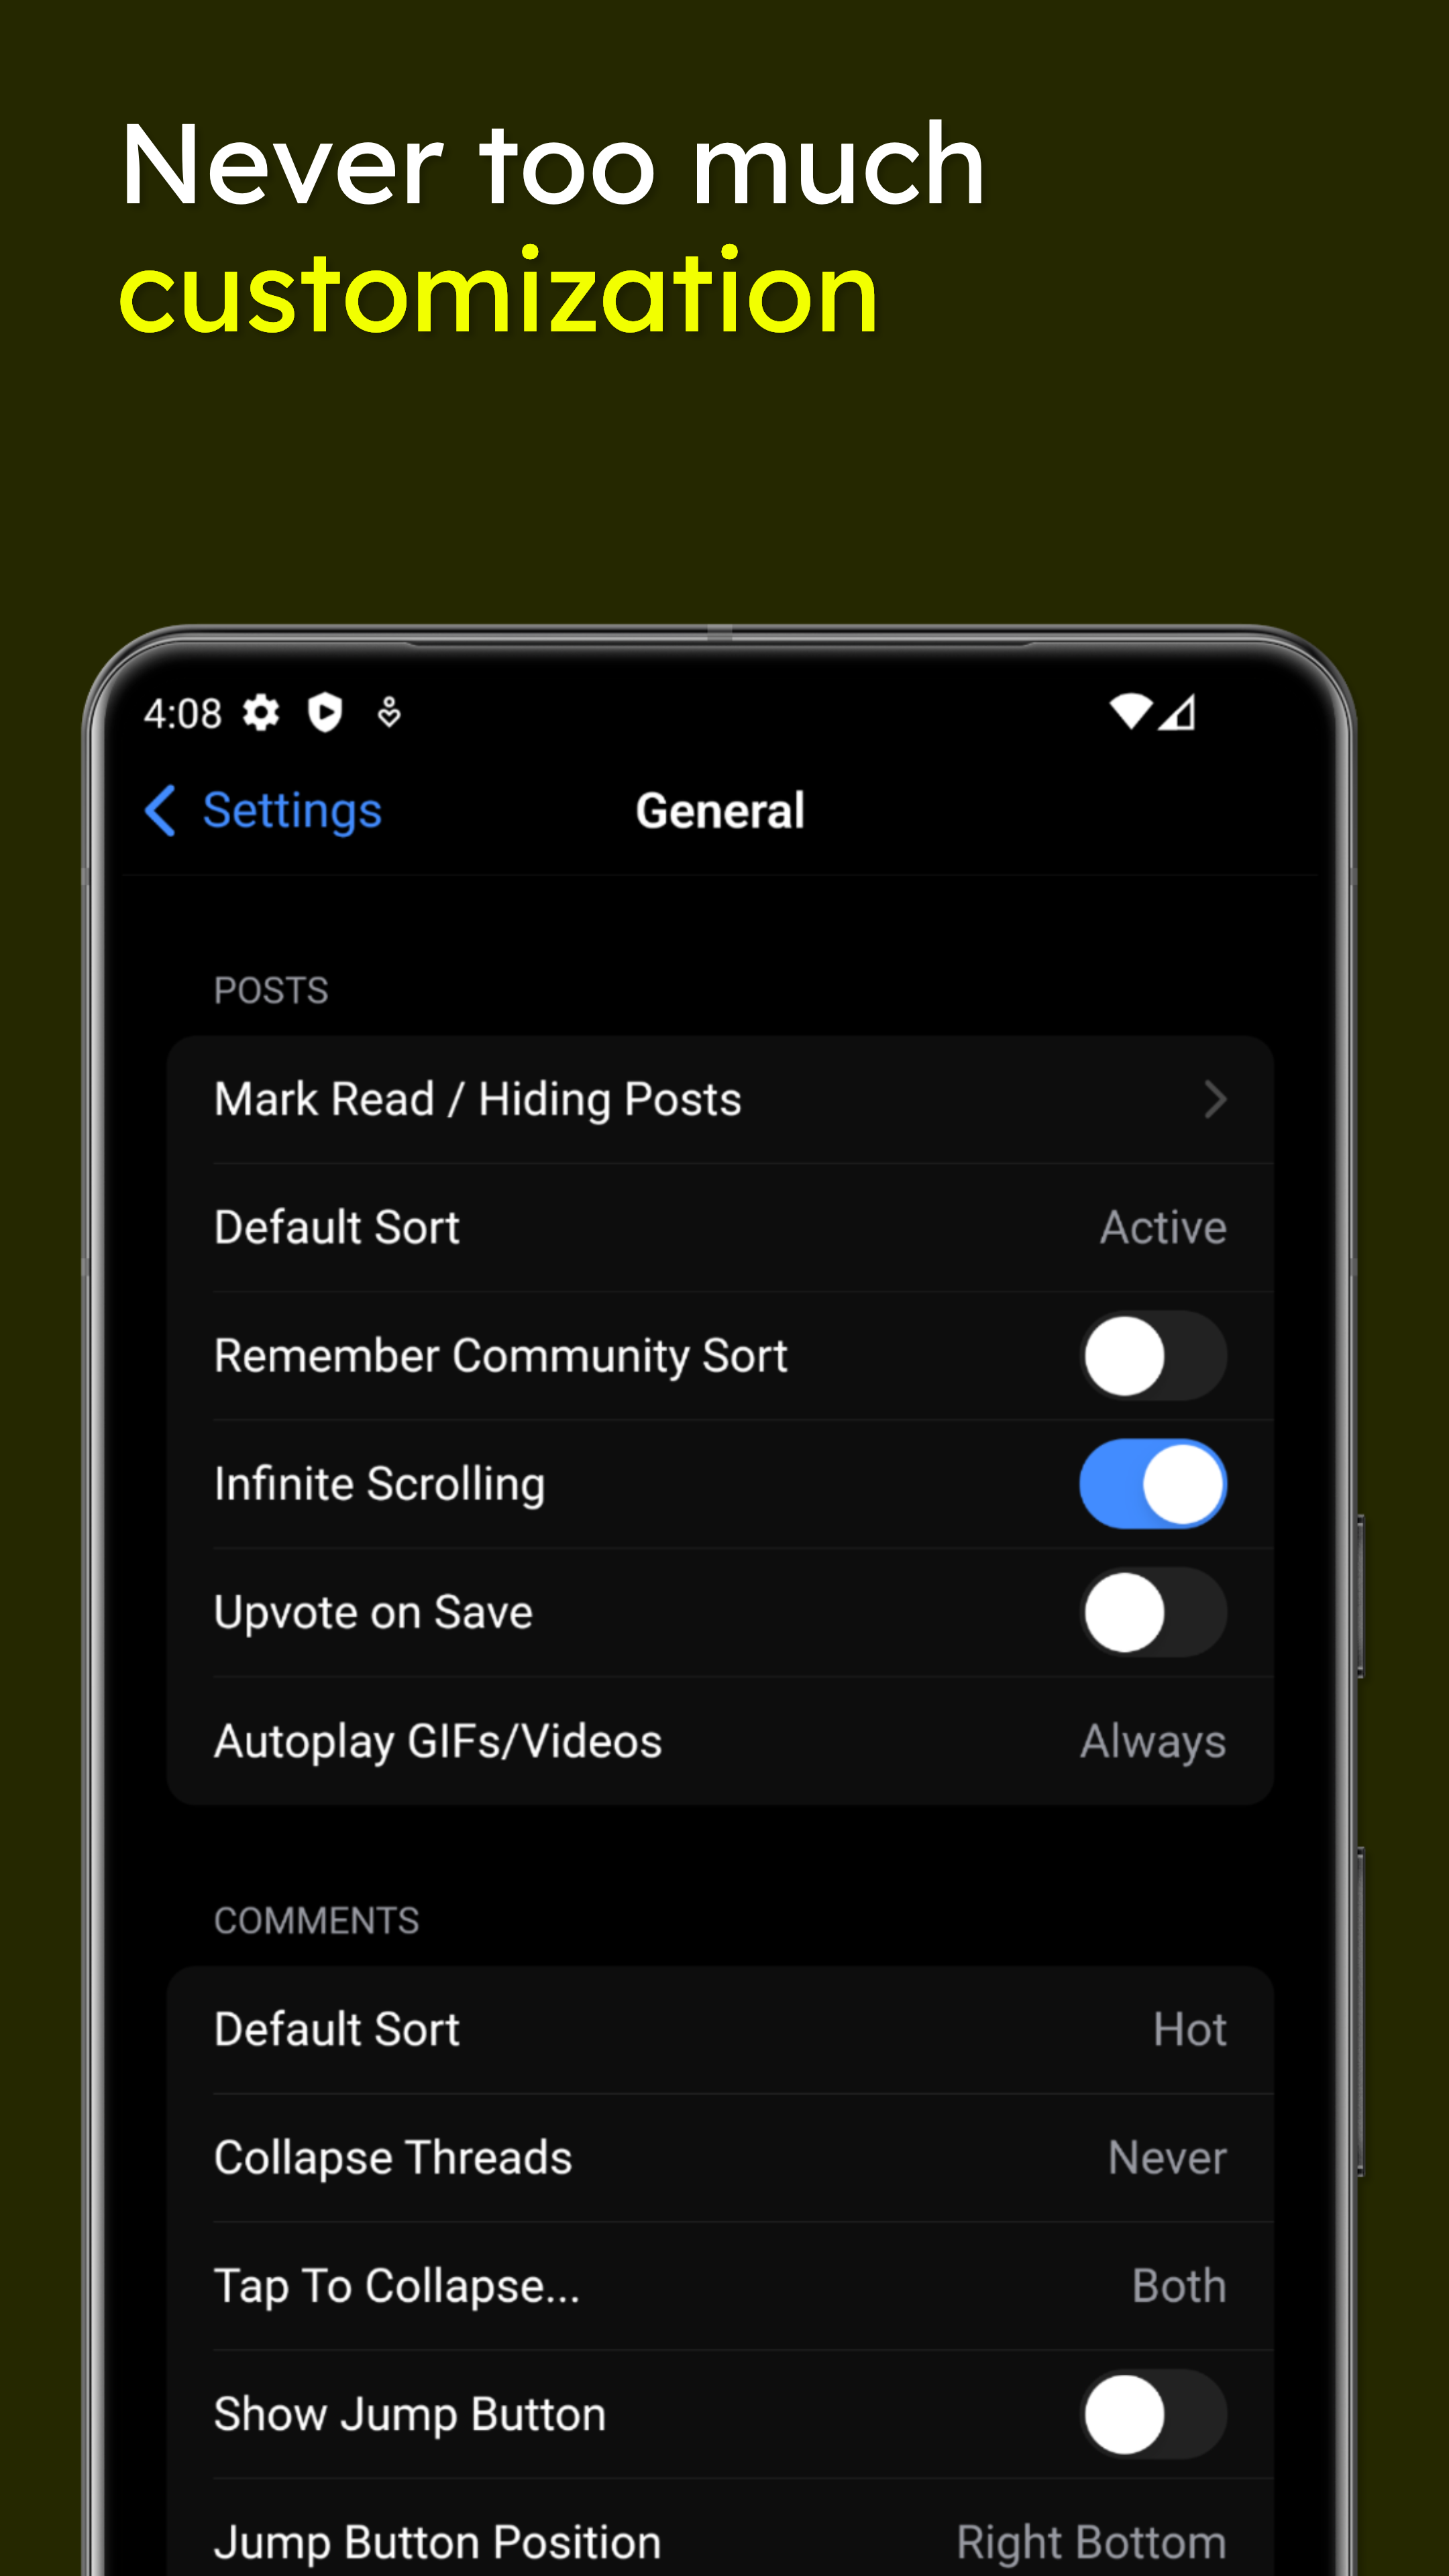 Never too much
customization
4:08
Settings
General
POSTS
Mark Read / Hiding Posts
Default Sort
Active
Remember Community Sort
Infinite Scrolling
Upvote on Save
Autoplay GIFs/Videos
Always
COMMENTS
Default Sort
Hot
Collapse Threads
Never
Tap To Collapse...
Both
Show Jump Button
Jump Button Position
Right Bottom